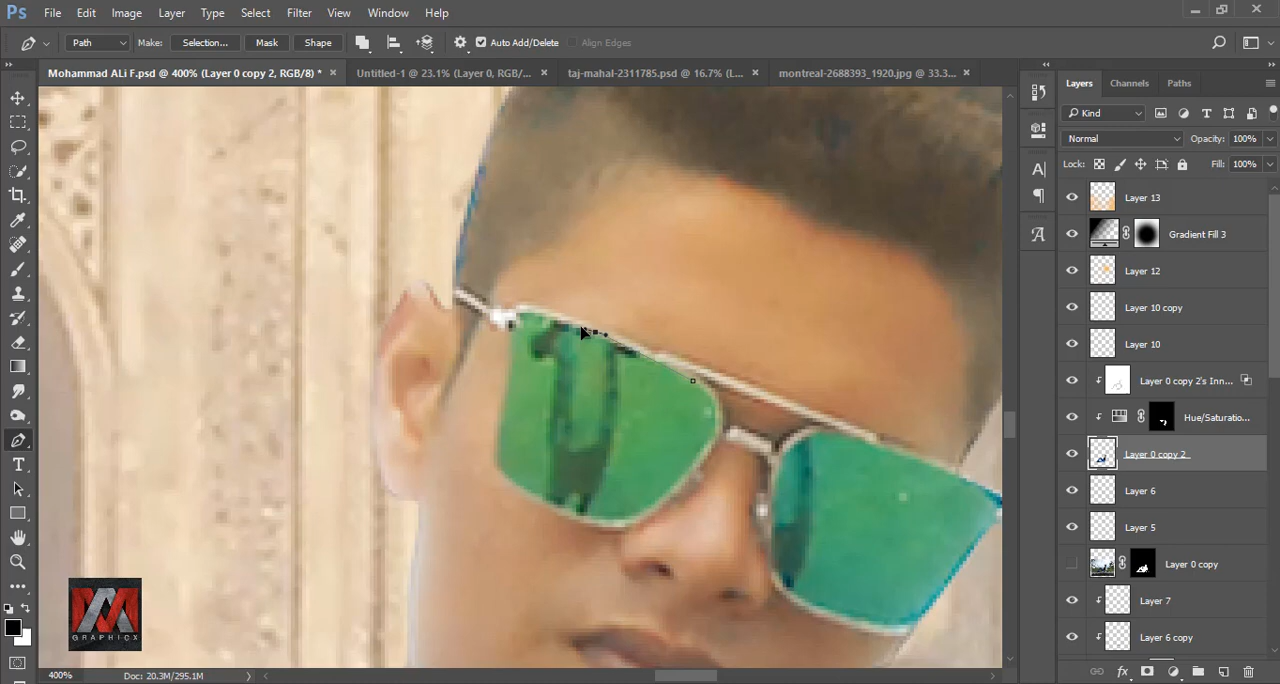 Ps File Edit Image Layer Type Select Filter 3D View Window Help
Path Make: Selection... Mask Shape Auto Add/Delete Align Edges
Mohammad ALi F.psd @ 400% (Layer 0 copy 2, RGB/8) * × Untitled-1 @ 23.1% (Layer 0, RGB/... × taj-mahal-2311785.psd @ 16.7% (L... × montreal-2688393_1920.jpg @ 33.3... ×
Layers Channels Paths
Kind
Normal Opacity: 100%
Lock: Fill: 100%
Layer 13
Gradient Fill 3
Layer 12
Layer 10 copy
Layer 10
Layer 0 copy 2's Inn...
Hue/Saturatio...
Layer 0 copy 2
Layer 6
Layer 5
Layer 0 copy
Layer 7
Layer 6 copy
GRAPHICX
400% Doc: 20.3M/295.1M